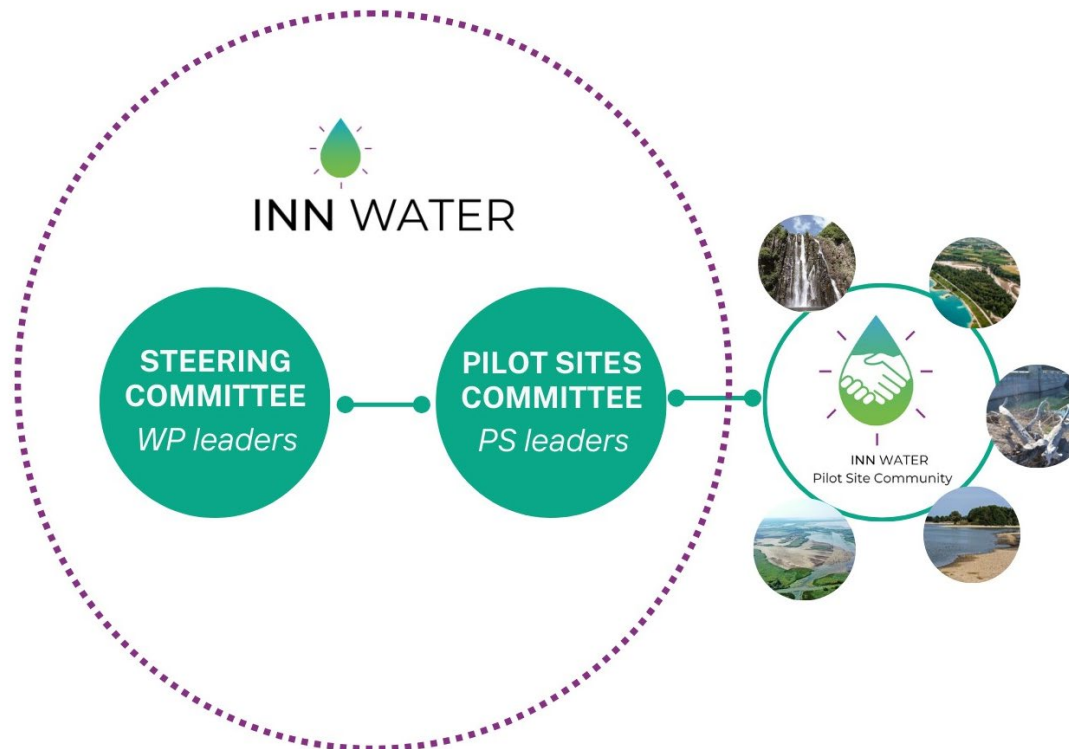 INN WATER
STEERING
COMMITTEE
WP leaders
PILOT SITES
COMMITTEE
PS leaders
INN WATER
Pilot Site Community